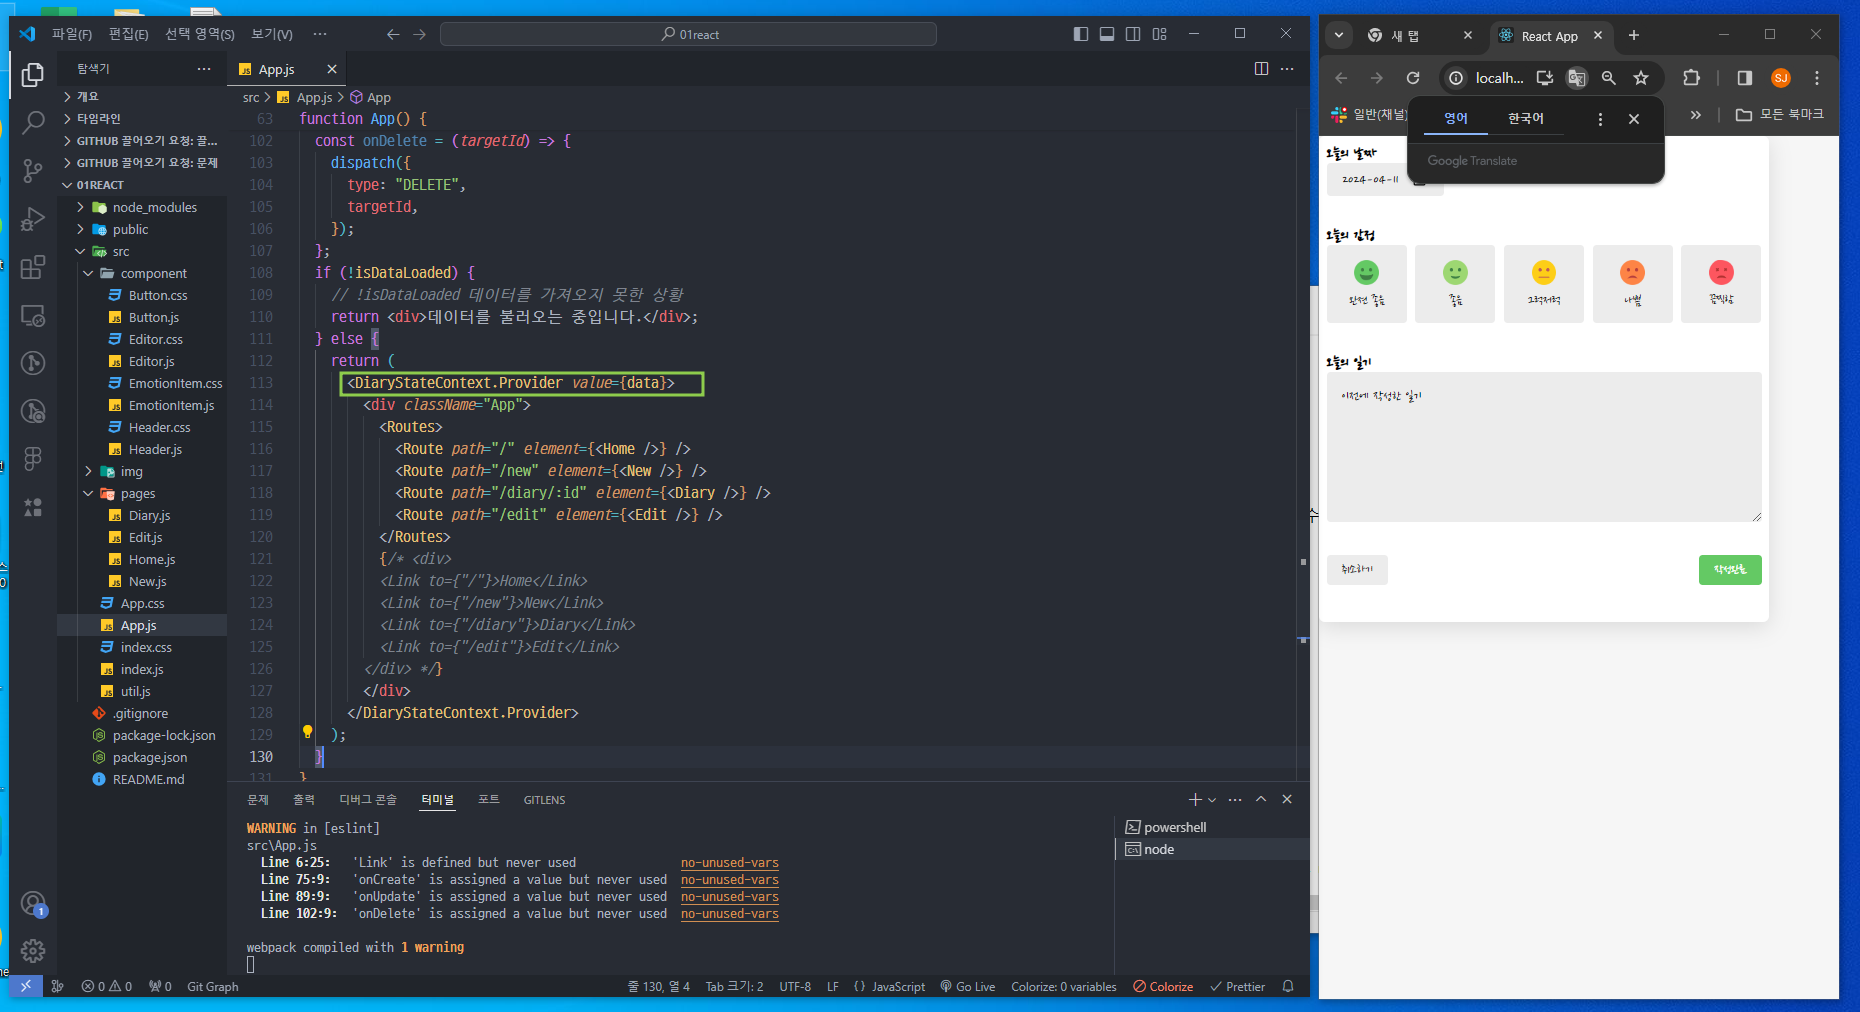 파일(F) 편집(E) 선택 영역(S) 보기(V) ··· 01react
탐색기 ···
개요
타임라인
GITHUB 끌어오기 요청: 끌...
GITHUB 끌어오기 요청: 문제
01REACT
node_modules
public
src
component
Button.css
Button.js
Editor.css
Editor.js
EmotionItem.css
EmotionItem.js
Header.css
Header.js
img
pages
Diary.js
Edit.js
Home.js
New.js
App.css
App.js
index.css
index.js
util.js
.gitignore
package-lock.json
package.json
README.md
App.js
src > App.js > App
63 function App() {
102 const onDelete = (targetId) => {
103 dispatch({
104 type: "DELETE",
105 targetId,
106 });
107 };
108 if (!isDataLoaded) {
109 // !isDataLoaded 데이터를 가져오지 못한 상황
110 return <div>데이터를 불러오는 중입니다.</div>;
111 } else {
112 return (
113 <DiaryStateContext.Provider value={data}>
114 <div className="App">
115 <Routes>
116 <Route path="/" element={<Home />} />
117 <Route path="/new" element={<New />} />
118 <Route path="/diary/:id" element={<Diary />} />
119 <Route path="/edit" element={<Edit />} />
120 </Routes>
121 {/* <div>
122 <Link to={"/"}>Home</Link>
123 <Link to={"/new"}>New</Link>
124 <Link to={"/diary"}>Diary</Link>
125 <Link to={"/edit"}>Edit</Link>
126 </div> */}
127 </div>
128 </DiaryStateContext.Provider>
129 );
130 }
131 }
문제 출력 디버그 콘솔 터미널 포트 GITLENS
WARNING in [eslint]
src\App.js
Line 6:25: 'Link' is defined but never used no-unused-vars
Line 75:9: 'onCreate' is assigned a value but never used no-unused-vars
Line 89:9: 'onUpdate' is assigned a value but never used no-unused-vars
Line 102:9: 'onDelete' is assigned a value but never used no-unused-vars
webpack compiled with 1 warning
powershell
node
1
0 0 0 Git Graph 줄 130, 열 4 Tab 크기: 2 UTF-8 LF {} JavaScript Go Live Colorize: 0 variables Colorize Prettier
새 탭 React App
localh... SJ
일반(채널) » 모든 북마크
영어 한국어
Google Translate
오늘의 날짜
2024-04-11
오늘의 감정
완전 좋음 좋음 그럭저럭 나쁨 끔찍함
오늘의 일기
이전에 작성한 일기
취소하기 작성완료